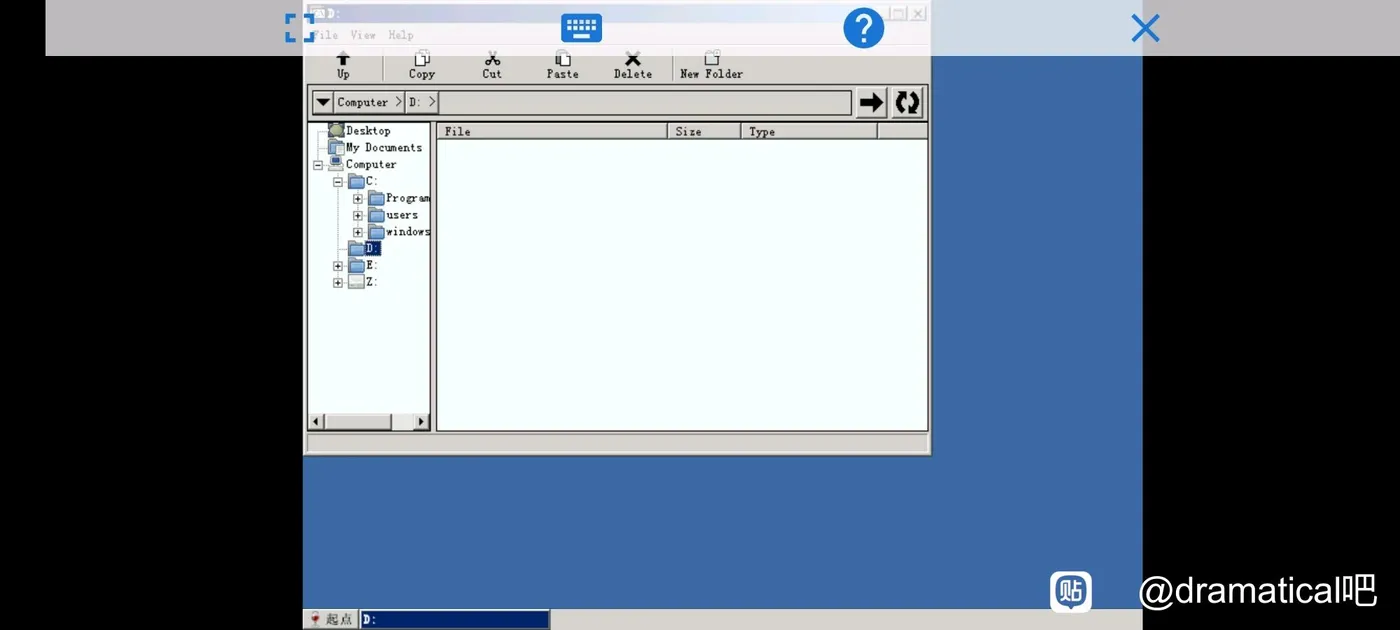 D:
File View Help
Up Copy Cut Paste Delete New Folder
Computer > D: >
File Size Type
Desktop
My Documents
Computer
C:
Program
users
windows
D:
E:
Z:
贴 @dramatical吧
起点 D: